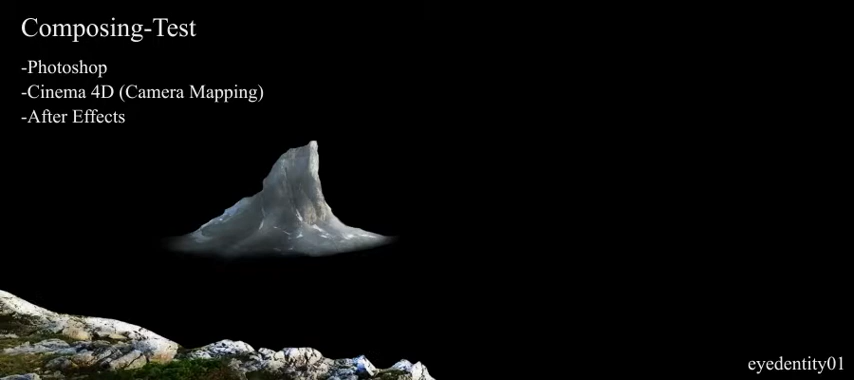 Composing-Test
-Photoshop
-Cinema 4D (Camera Mapping)
-After Effects
eyedentity01